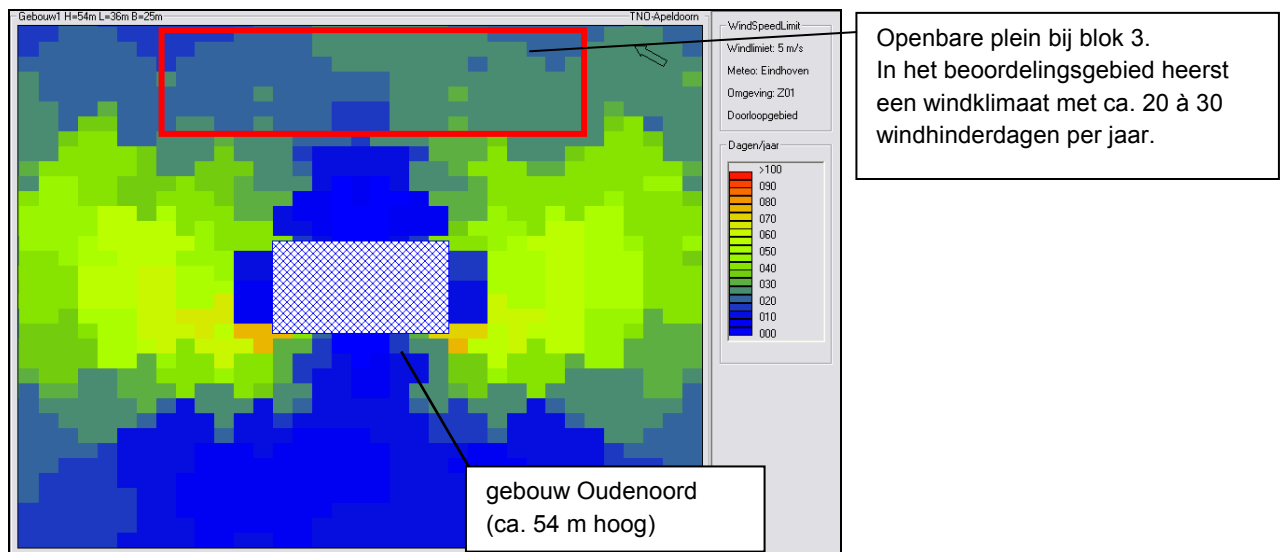 Gebouw1 H=54m L=36m B=25m
TNO-Apeldoorn
WindSpeedLimit
Windlimiet: 5 m/s
Meteo: Eindhoven
Omgeving: Z01
Doorloopgebied
Dagen/jaar
>100
090
080
070
060
050
040
030
020
010
000
Openbare plein bij blok 3.
In het beoordelingsgebied heerst
een windklimaat met ca. 20 à 30
windhinderdagen per jaar.
gebouw Oudenoord
(ca. 54 m hoog)